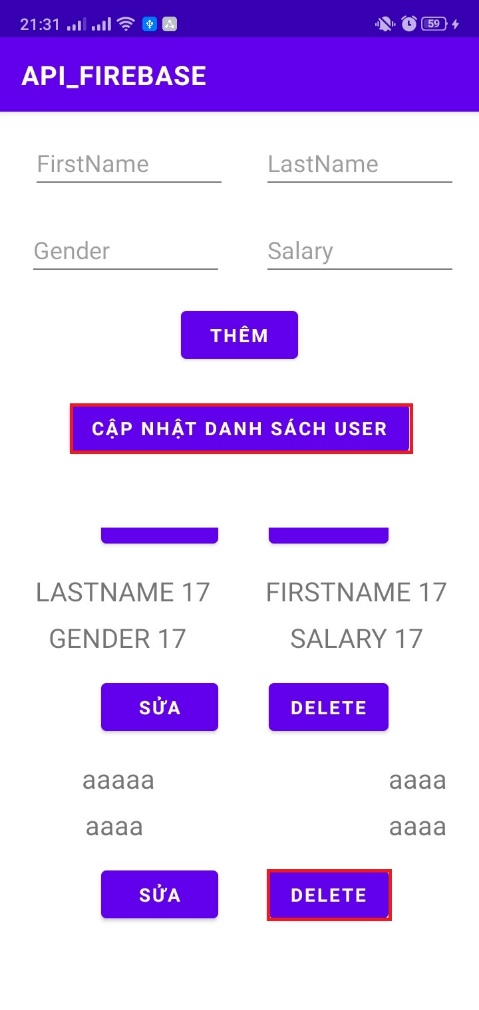 21:31 59
API_FIREBASE
FirstName LastName
Gender Salary
THÊM
CẬP NHẬT DANH SÁCH USER
LASTNAME 17 FIRSTNAME 17
GENDER 17 SALARY 17
SỬA DELETE
aaaaa aaaa
aaaa aaaa
SỬA DELETE